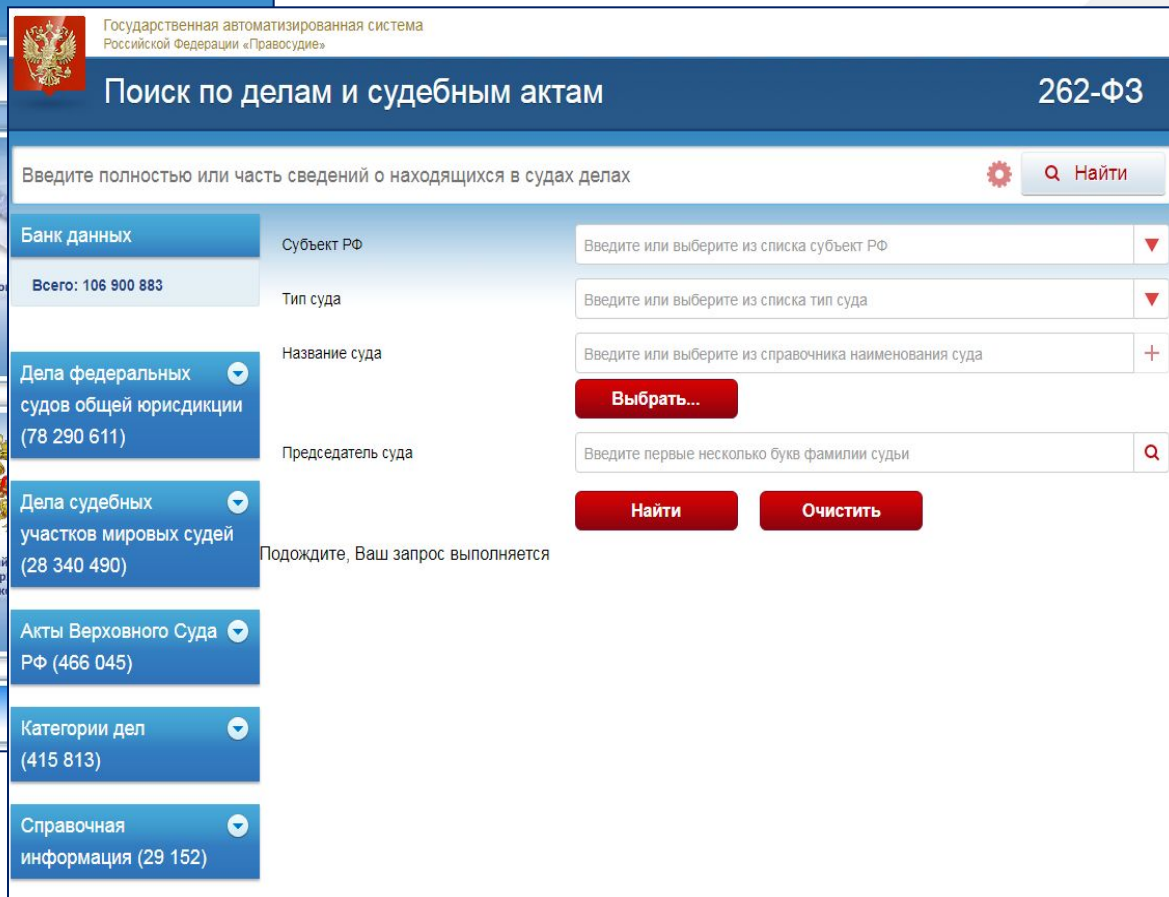 Государственная автоматизированная система
Российской Федерации «Правосудие»
Поиск по делам и судебным актам
262-ФЗ
Введите полностью или часть сведений о находящихся в судах делах
Найти
Банк данных
Всего: 106 900 883
Дела федеральных
судов общей юрисдикции
(78 290 611)
Дела судебных
участков мировых судей
(28 340 490)
Акты Верховного Суда
РФ (466 045)
Категории дел
(415 813)
Справочная
информация (29 152)
Субъект РФ
Введите или выберите из списка субъект РФ
Тип суда
Введите или выберите из списка тип суда
Название суда
Введите или выберите из справочника наименования суда
Выбрать...
Председатель суда
Введите первые несколько букв фамилии судьи
Найти
Очистить
Подождите, Ваш запрос выполняется